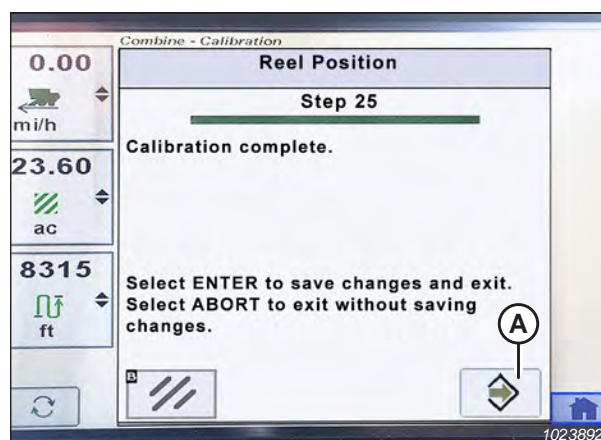 Combine - Calibration
0.00
mi/h
23.60
ac
8315
ft
Reel Position
Step 25
Calibration complete.
Select ENTER to save changes and exit.
Select ABORT to exit without saving
changes.
A
B
1023892